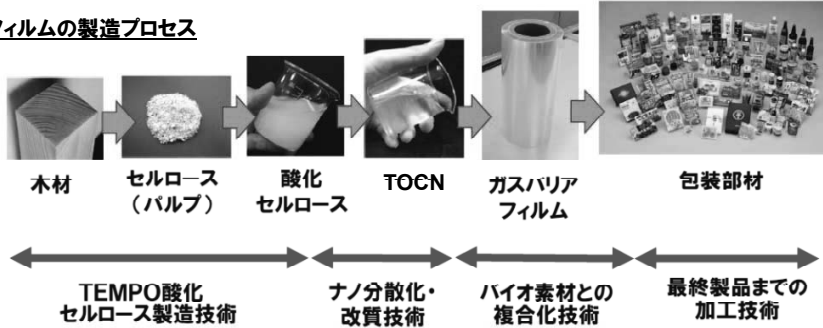 フィルムの製造プロセス
木材
セルロース
（パルプ）
酸化
セルロース
TOCN
ガスバリア
フィルム
包装部材
TEMPO酸化
セルロース製造技術
ナノ分散化・
改質技術
バイオ素材との
複合化技術
最終製品までの
加工技術